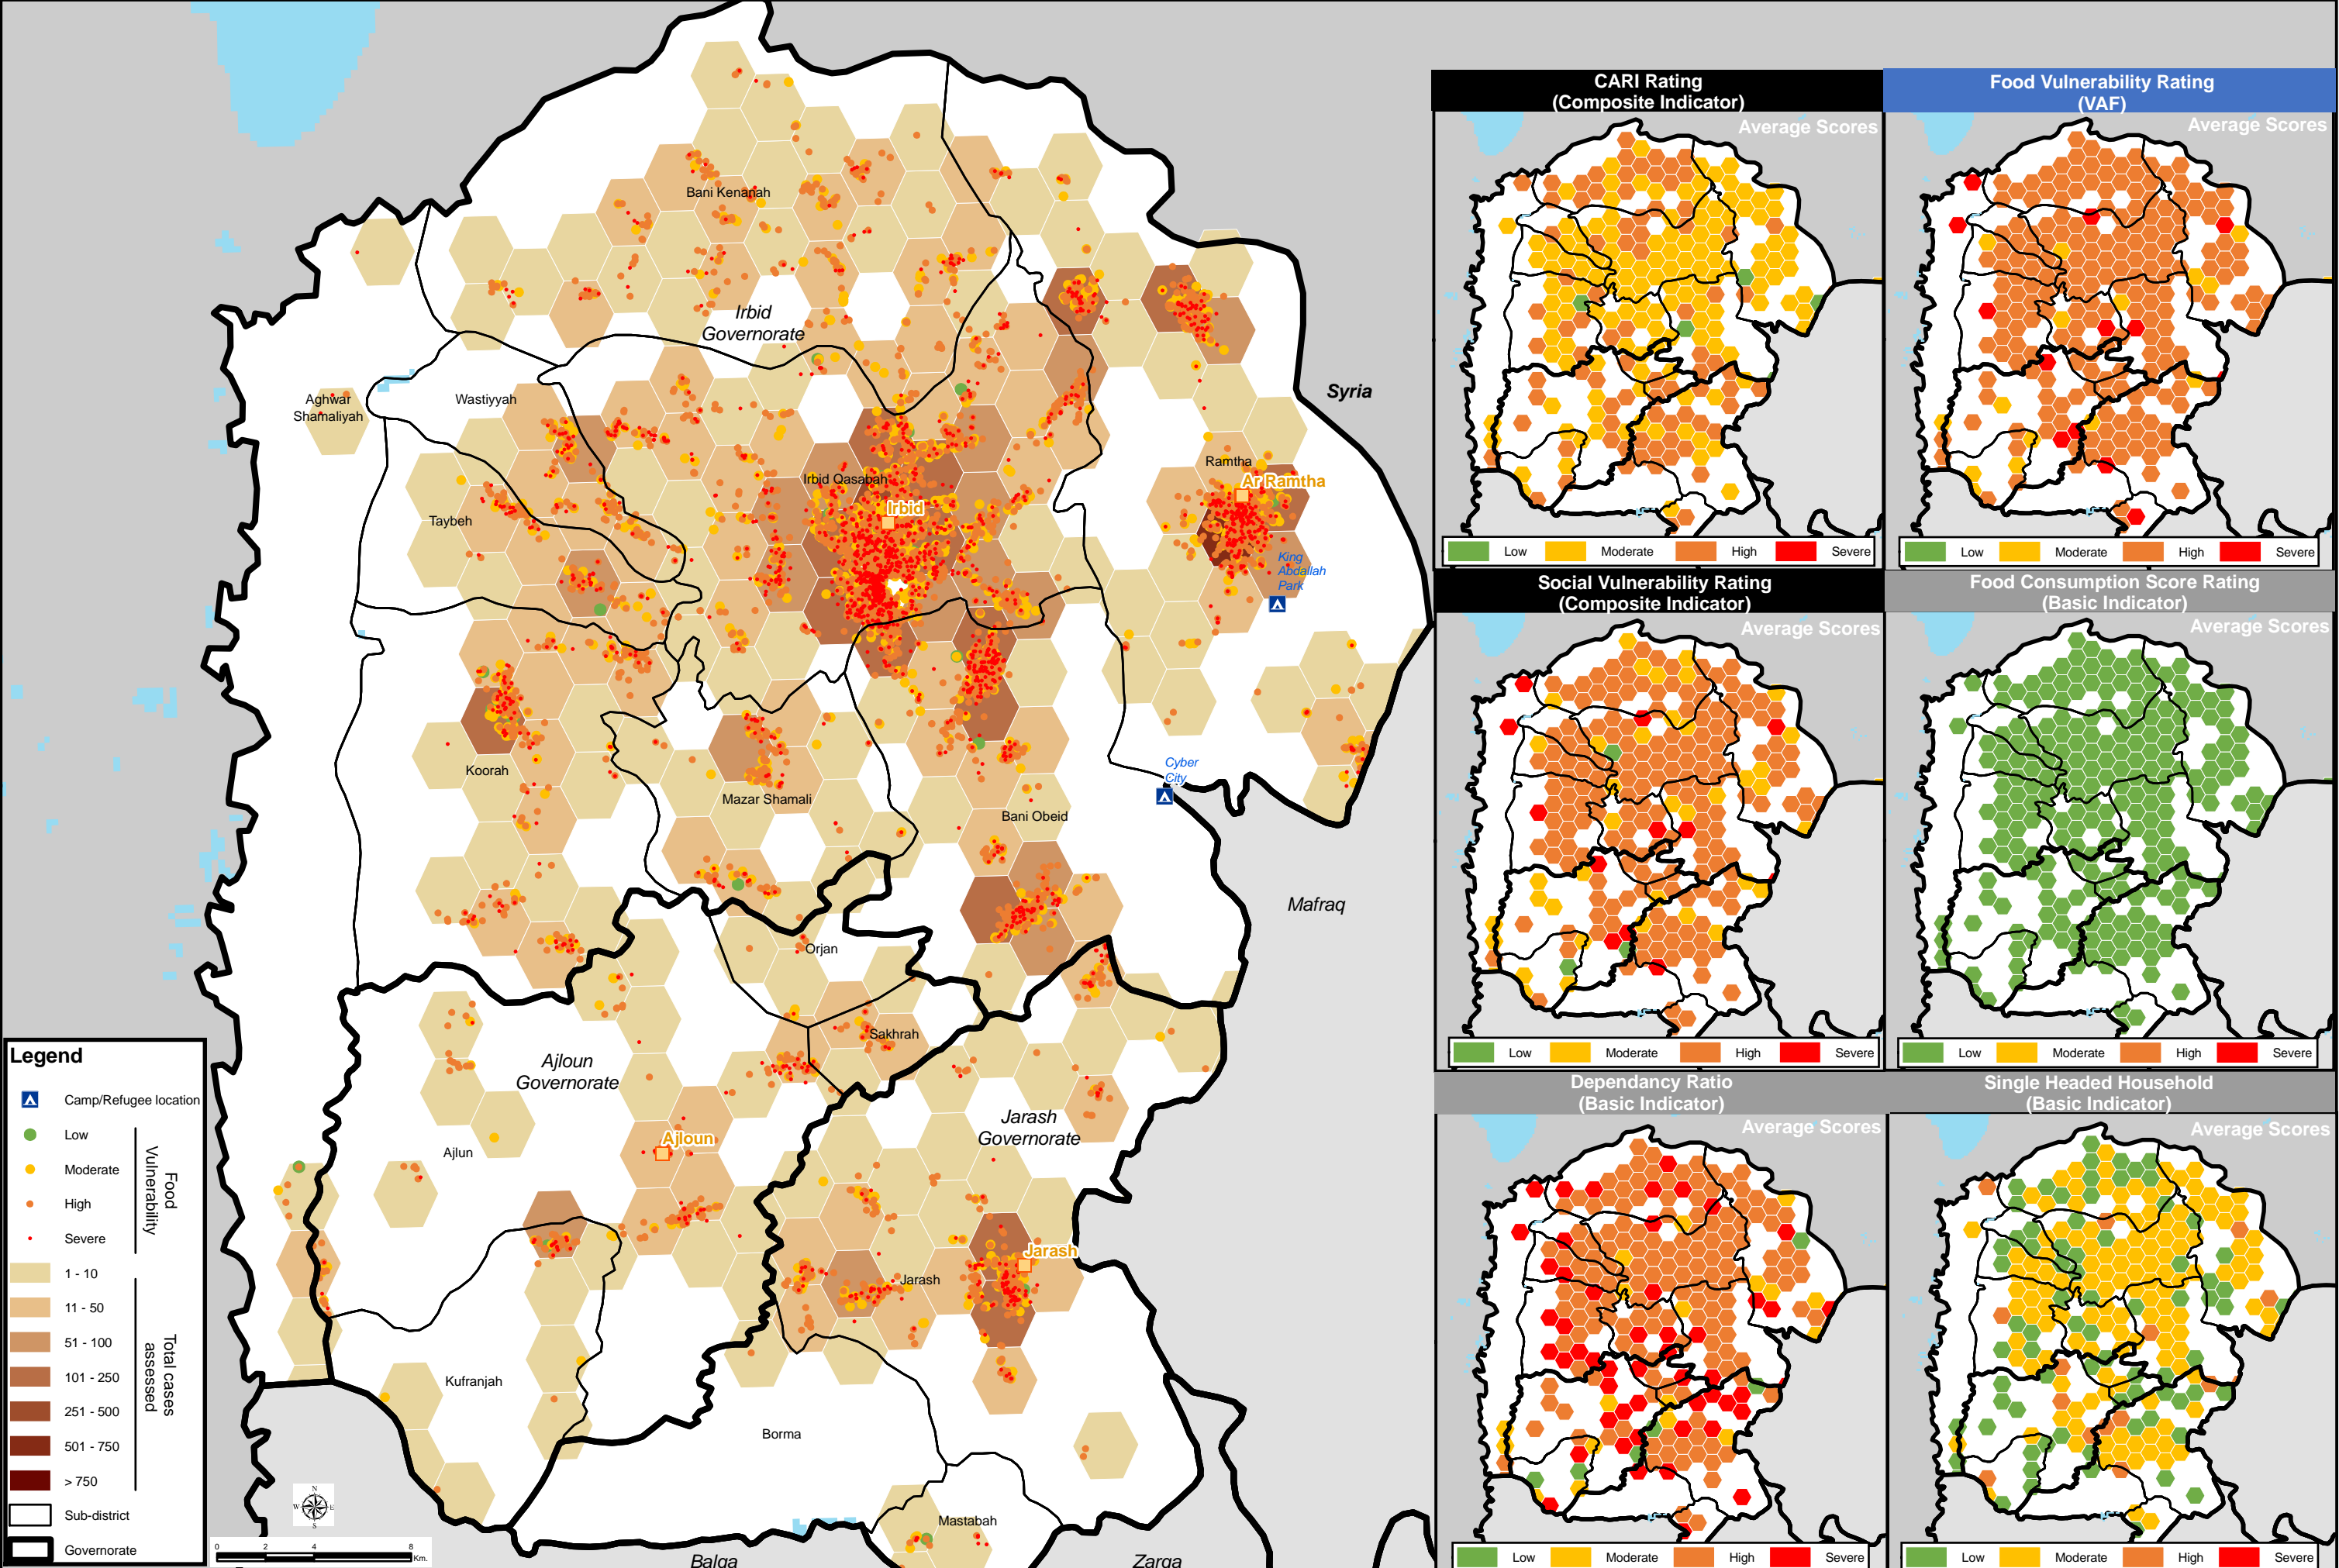 Bani Kenanah
Irbid
Governorate
Syria
Aghwar
Shamaliyah
Wastiyyah
Irbid Qasabah
Ramtha
Ar Ramtha
Irbid
Taybeh
King
Abdallah
Park
Koorah
Cyber
City
Mazar Shamali
Bani Obeid
Mafraq
Orjan
Sakhrah
Ajloun
Governorate
Jarash
Governorate
Ajloun
Ajlun
Jarash
Jarash
Kufranjah
Borma
Mastabah
Balqa
Zarqa
Legend
Camp/Refugee location
Low
Moderate
High
Severe
Food
Vulnerability
1 - 10
11 - 50
51 - 100
101 - 250
251 - 500
501 - 750
> 750
Total cases
assessed
Sub-district
Governorate
N
W E
S
0 2 4 8
Km.
CARI Rating
(Composite Indicator)
Average Scores
Low Moderate High Severe
Food Vulnerability Rating
(VAF)
Average Scores
Low Moderate High Severe
Social Vulnerability Rating
(Composite Indicator)
Average Scores
Low Moderate High Severe
Food Consumption Score Rating
(Basic Indicator)
Average Scores
Low Moderate High Severe
Dependancy Ratio
(Basic Indicator)
Average Scores
Low Moderate High Severe
Single Headed Household
(Basic Indicator)
Average Scores
Low Moderate High Severe